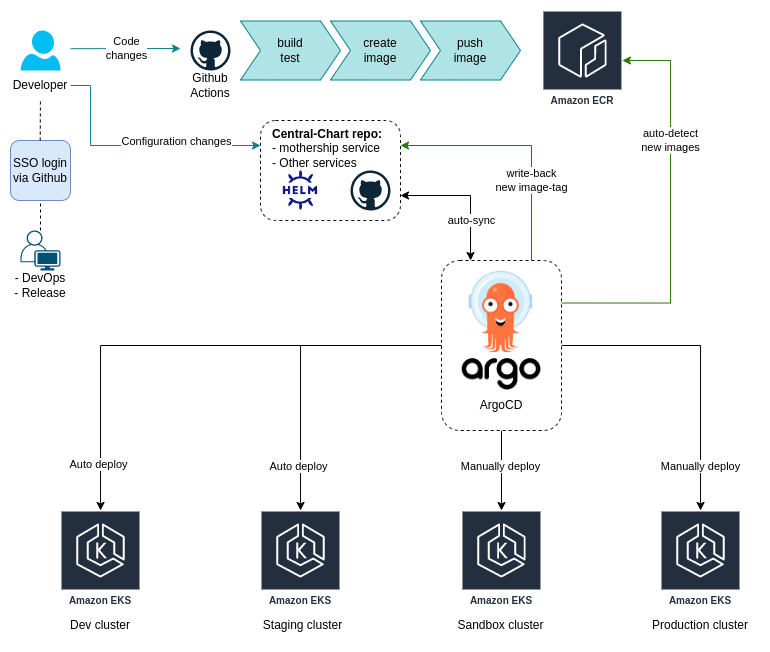 Code
changes
build
test
create
image
push
image
Developer
Github
Actions
Amazon ECR
Configuration changes
Central-Chart repo:
- mothership service
- Other services
HELM
auto-detect
new images
SSO login
via Github
write-back
new image-tag
auto-sync
- DevOps
- Release
argo
ArgoCD
Auto deploy
Auto deploy
Manually deploy
Manually deploy
K
K
K
K
Amazon EKS
Amazon EKS
Amazon EKS
Amazon EKS
Dev cluster
Staging cluster
Sandbox cluster
Production cluster